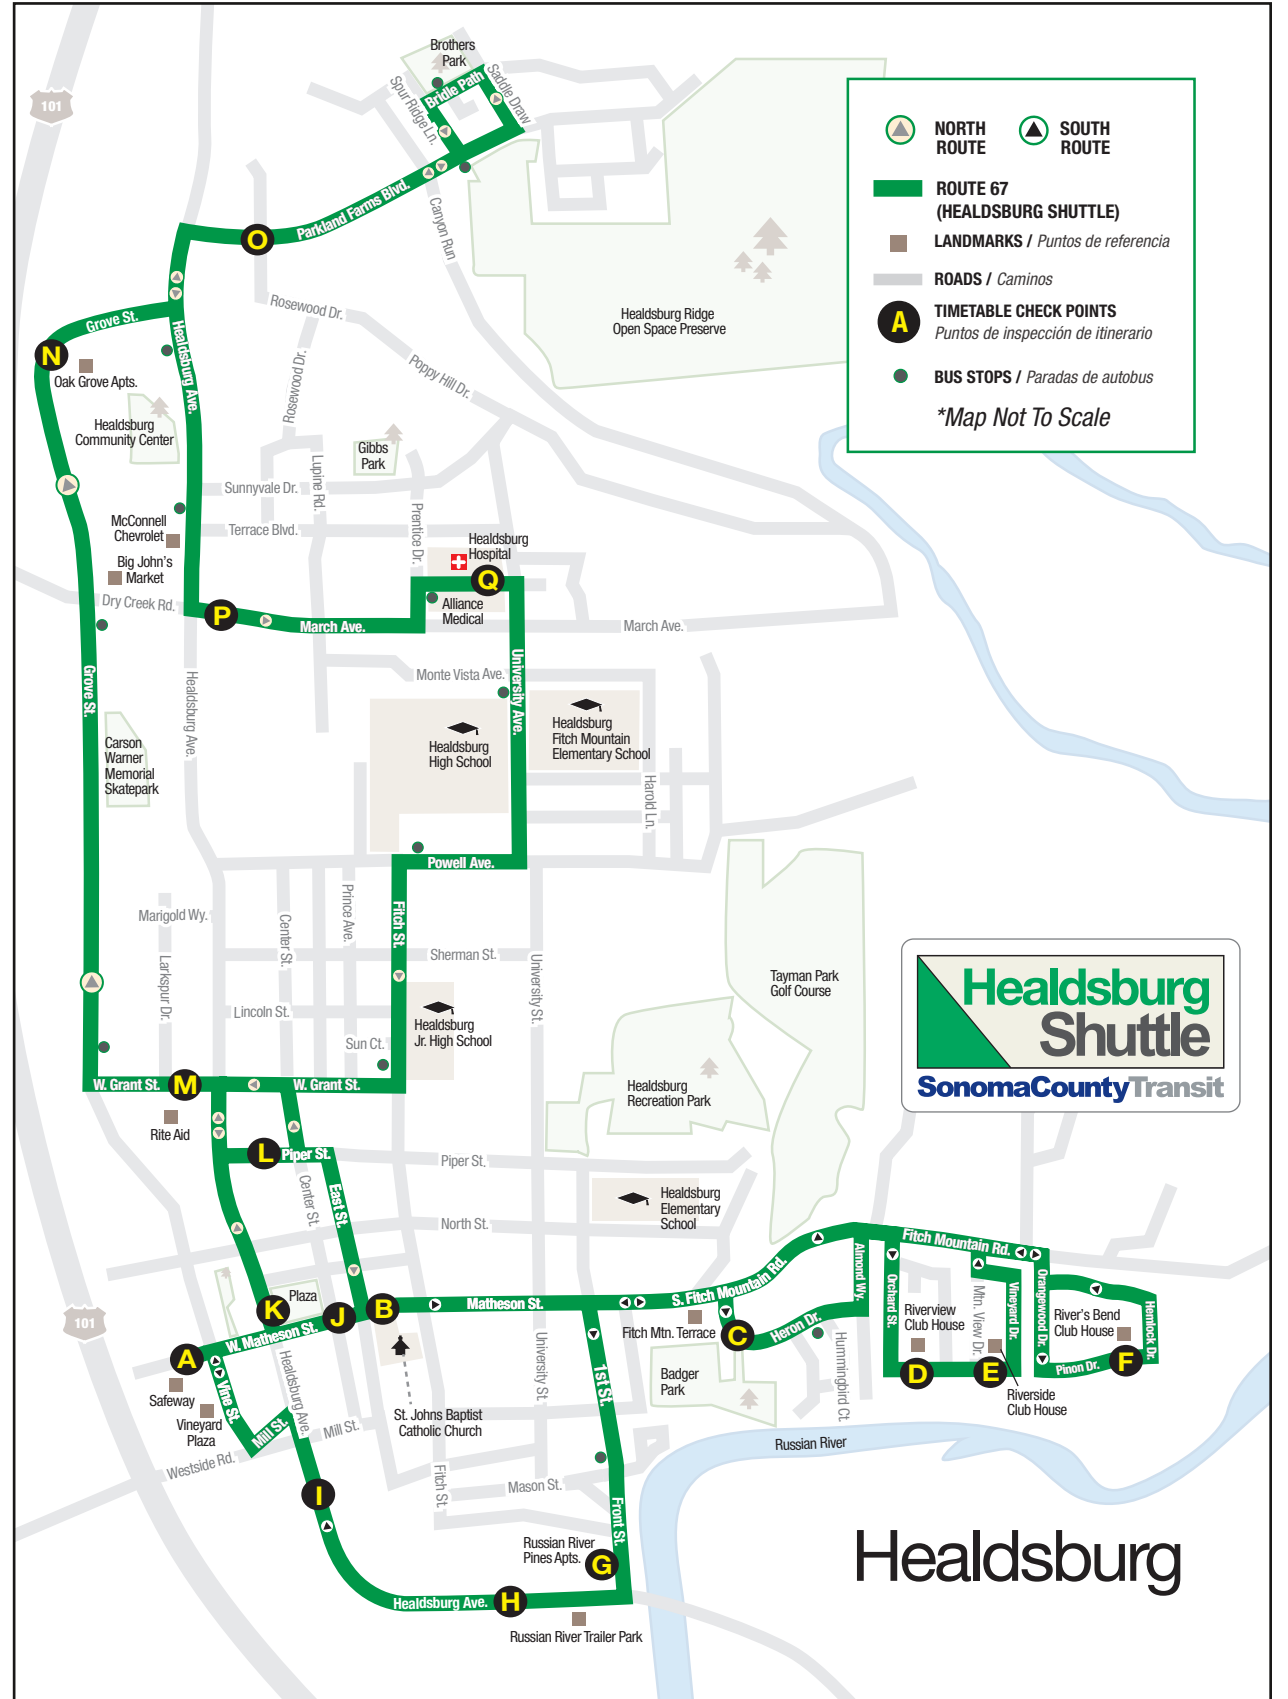 Brothers
Park
Bridle Path
Saddle Draw
Spur Ridge Ln.
101
NORTH
ROUTE
SOUTH
ROUTE
ROUTE 67
(HEALDSBURG SHUTTLE)
LANDMARKS / Puntos de referencia
ROADS / Caminos
A
TIMETABLE CHECK POINTS
Puntos de inspección de itinerario
BUS STOPS / Paradas de autobus
*Map Not To Scale
Parkland Farms Blvd.
O
Canyon Run
Healdsburg Ridge
Open Space Preserve
Rosewood Dr.
Rosewood Dr.
Poppy Hill Dr.
Grove St.
Healdsburg Ave.
N
Oak Grove Apts.
Healdsburg
Community Center
Gibbs
Park
Lupine Rd.
Sunnyvale Dr.
Terrace Blvd.
Prentice Dr.
McConnell
Chevrolet
Big John's
Market
Dry Creek Rd.
Healdsburg
Hospital
Q
Alliance
Medical
P
March Ave.
March Ave.
Monte Vista Ave.
University Ave.
Grove St.
Healdsburg Ave.
Healdsburg
Fitch Mountain
Elementary School
Healdsburg
High School
Carson
Warner
Memorial
Skatepark
Harold Ln.
Powell Ave.
Prince Ave.
Fitch St.
Marigold Wy.
Center St.
Larkspur Dr.
Sherman St.
University St.
Lincoln St.
Sun Ct.
Healdsburg
Jr. High School
Tayman Park
Golf Course
Healdsburg
Shuttle
SonomaCountyTransit
W. Grant St.
M
W. Grant St.
Rite Aid
Healdsburg
Recreation Park
L
Piper St.
Piper St.
Center St.
East St.
North St.
Healdsburg
Elementary
School
Fitch Mountain Rd.
Almond Wy.
S. Fitch Mountain Rd.
Orchard St.
Mtn. View Dr.
Vineyard Dr.
Orangewood Dr.
Hemlock Dr.
Plaza
K
J
B
Matheson St.
W. Matheson St.
101
A
Safeway
Vine St.
Vineyard
Plaza
Mill St.
Healdsburg Ave.
Mill St.
Westside Rd.
St. Johns Baptist
Catholic Church
Fitch St.
University St.
1st St.
Fitch Mtn. Terrace
C
Heron Dr.
Hummingbird Ct.
Badger
Park
Riverview
Club House
D
E
Riverside
Club House
River's Bend
Club House
Pinon Dr.
F
Russian River
I
Mason St.
Front St.
Russian River
Pines Apts.
G
Healdsburg Ave.
H
Russian River Trailer Park
Healdsburg